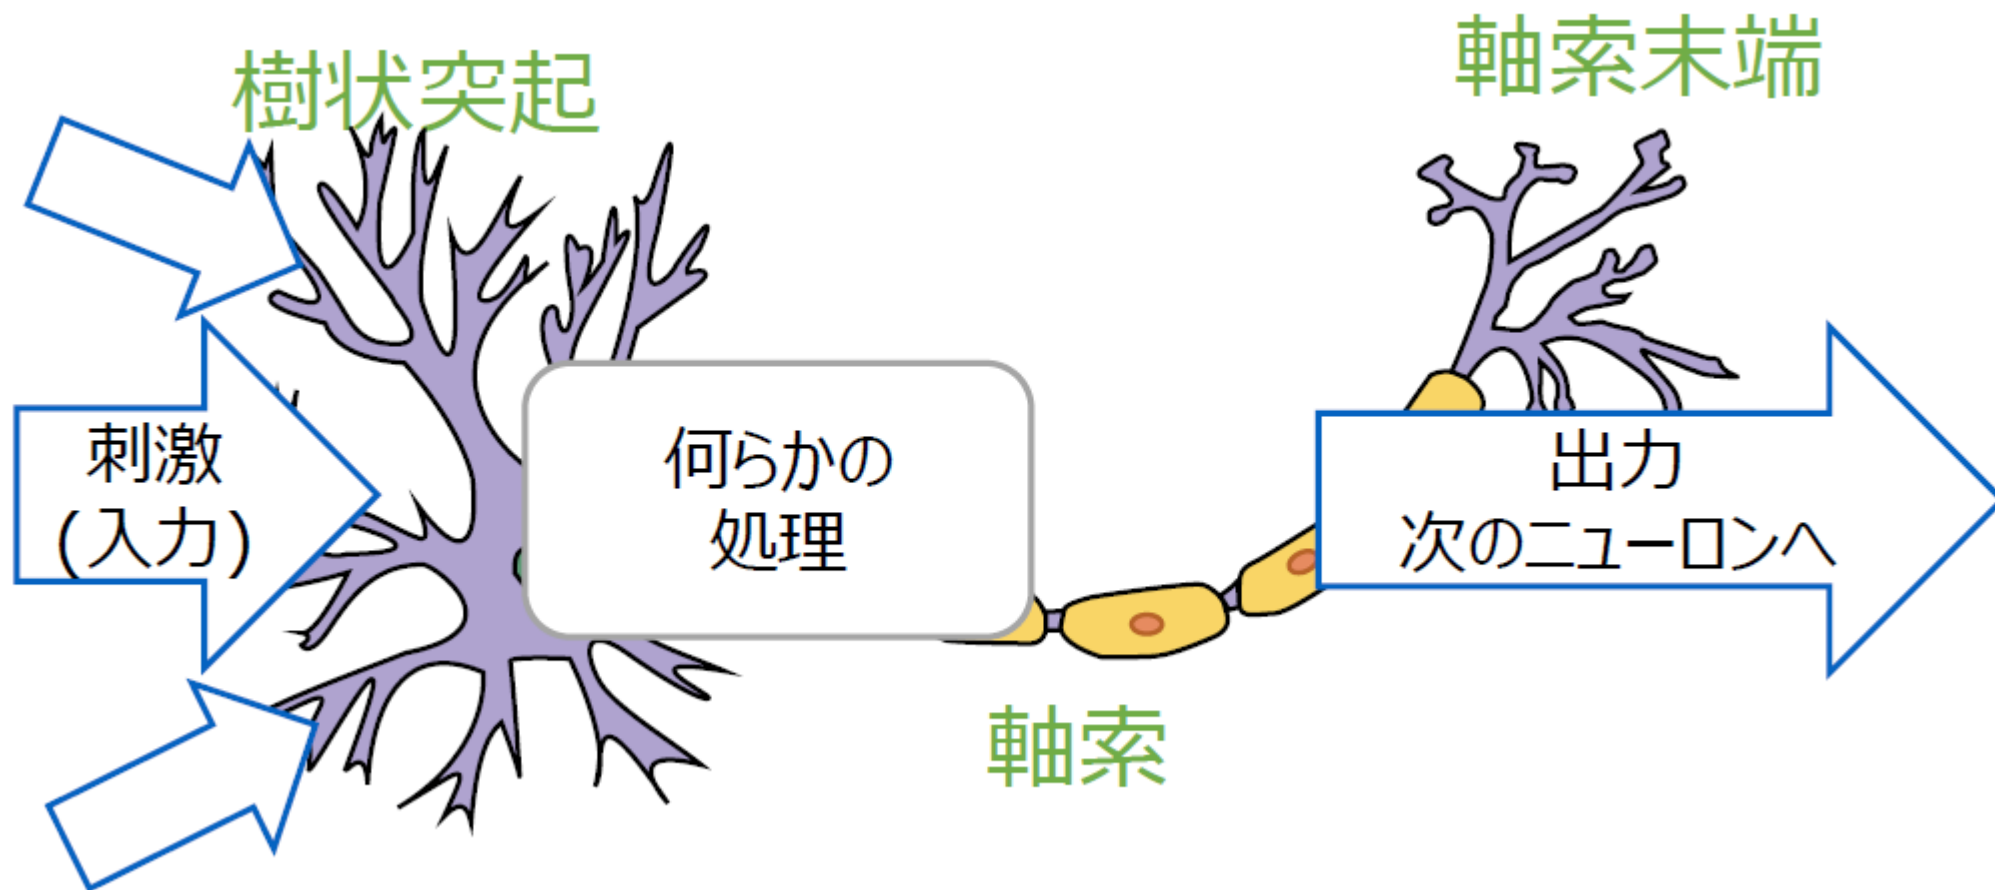 樹状突起
軸索末端
刺激
(入力)
何らかの
処理
出力
次のニューロンへ
軸索